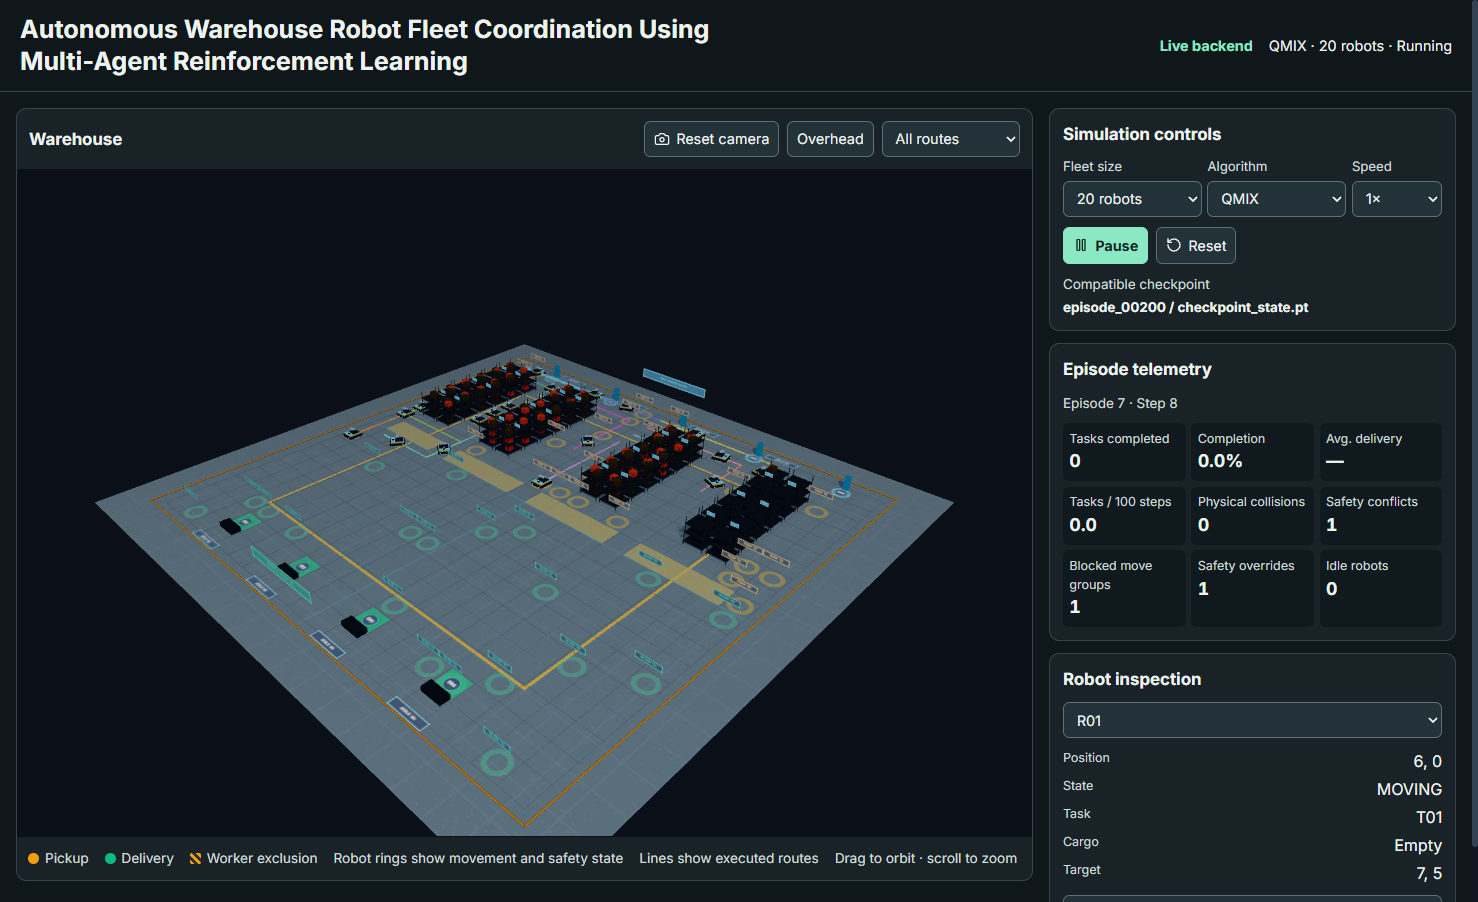 Autonomous Warehouse Robot Fleet Coordination Using
Multi-Agent Reinforcement Learning
Live backend QMIX · 20 robots · Running
Warehouse
Reset camera
Overhead
All routes
Pickup
Delivery
Worker exclusion
Robot rings show movement and safety state
Lines show executed routes
Drag to orbit · scroll to zoom
Simulation controls
Fleet size Algorithm Speed
20 robots QMIX 1×
Pause Reset
Compatible checkpoint
episode_00200 / checkpoint_state.pt
Episode telemetry
Episode 7 · Step 8
Tasks completed
0
Completion
0.0%
Avg. delivery
—
Tasks / 100 steps
0.0
Physical collisions
0
Safety conflicts
1
Blocked move
groups
1
Safety overrides
1
Idle robots
0
Robot inspection
R01
Position 6, 0
State MOVING
Task T01
Cargo Empty
Target 7, 5